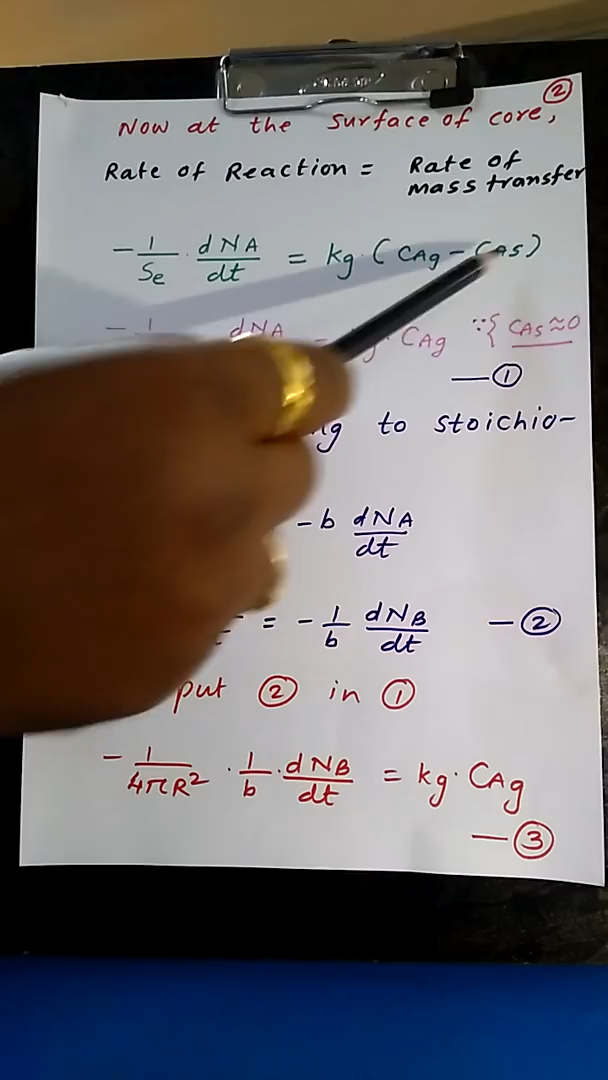 ②
Now at the surface of core,
Rate of Reaction = Rate of mass transfer
- 1/Se · dNA/dt = kg · (CAg - CAS)
- 1 dNA · CAg ∵{ CAS ≈ 0
— ①
to stoichio-
- b dNA/dt
= - 1/b dNB/dt — ②
put ② in ①
- 1/4πR² · 1/b · dNB/dt = kg · CAg
— ③